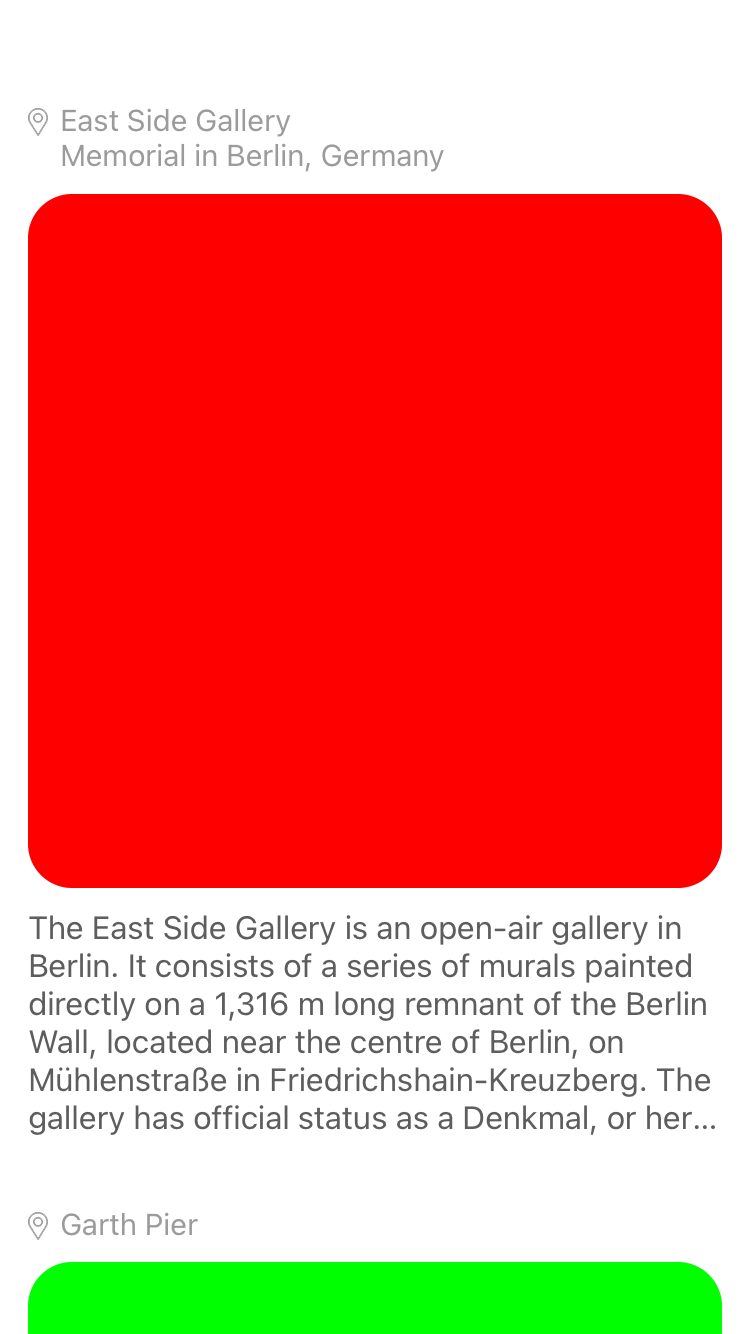 East Side Gallery
Memorial in Berlin, Germany
The East Side Gallery is an open-air gallery in
Berlin. It consists of a series of murals painted
directly on a 1,316 m long remnant of the Berlin
Wall, located near the centre of Berlin, on
Mühlenstraße in Friedrichshain-Kreuzberg. The
gallery has official status as a Denkmal, or her…
Garth Pier